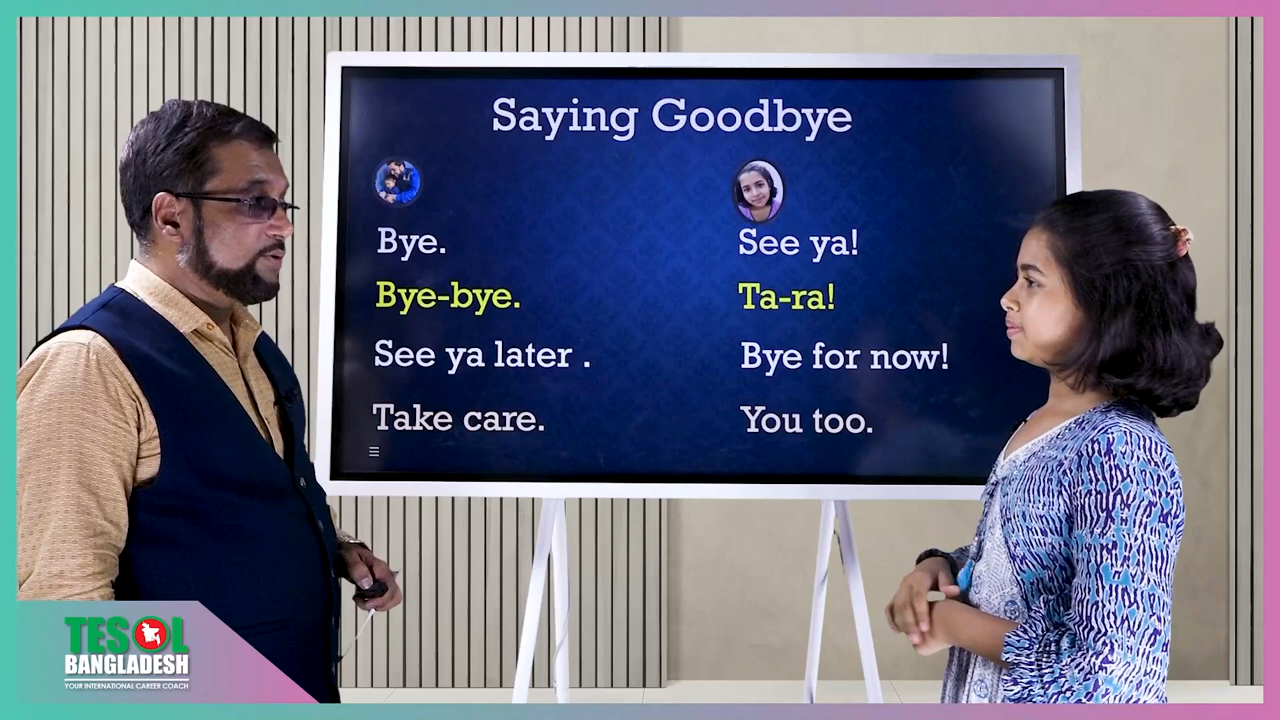 Saying Goodbye
Bye.
See ya!
Bye-bye.
Ta-ra!
See ya later .
Bye for now!
Take care.
You too.
TESOL
BANGLADESH
YOUR INTERNATIONAL CAREER COACH